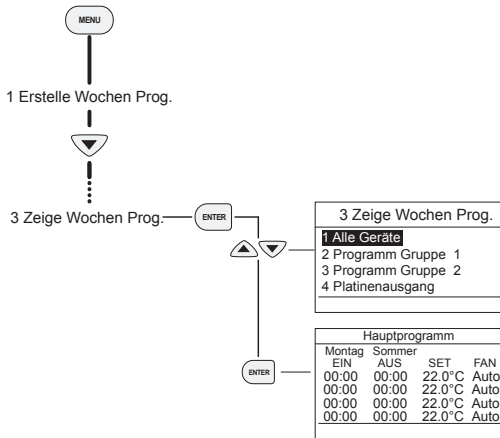 MENU
1 Erstelle Wochen Prog.
3 Zeige Wochen Prog.
ENTER
3 Zeige Wochen Prog.
1 Alle Geräte
2 Programm Gruppe 1
3 Programm Gruppe 2
4 Platinenausgang
ENTER
Hauptprogramm
Montag Sommer
EIN AUS SET FAN
00:00 00:00 22.0°C Auto
00:00 00:00 22.0°C Auto
00:00 00:00 22.0°C Auto
00:00 00:00 22.0°C Auto